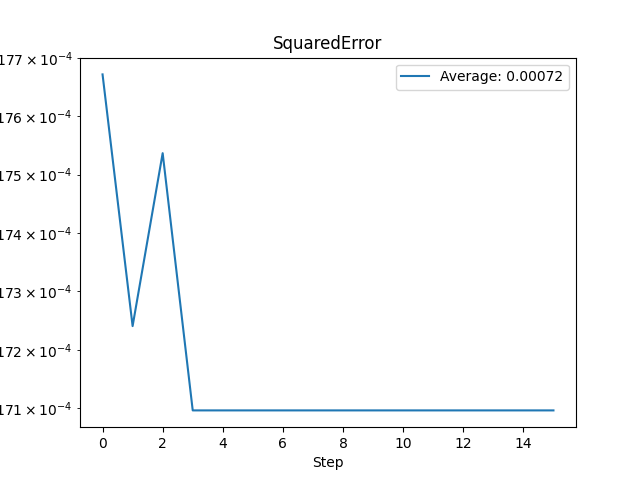 SquaredError
177 × 10⁻⁴
Average: 0.00072
176 × 10⁻⁴
175 × 10⁻⁴
174 × 10⁻⁴
173 × 10⁻⁴
172 × 10⁻⁴
171 × 10⁻⁴
0 2 4 6 8 10 12 14
Step